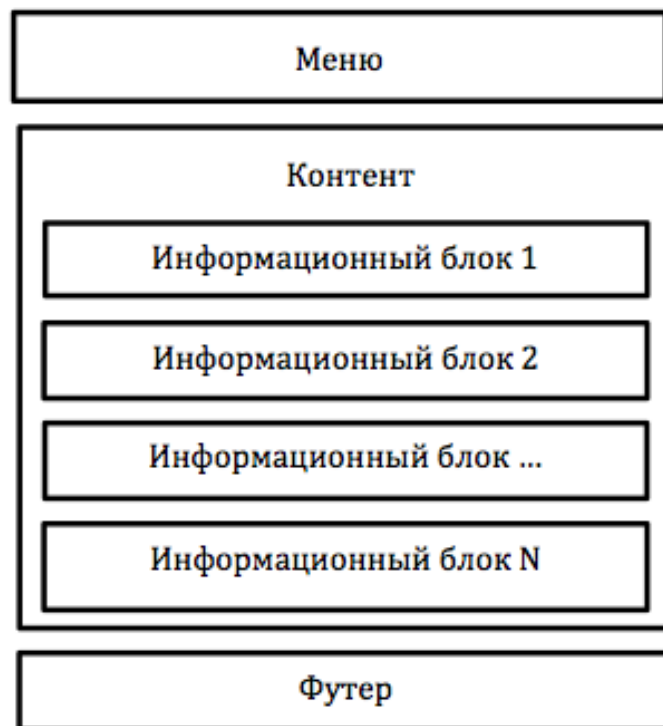 Меню
Контент
Информационный блок 1
Информационный блок 2
Информационный блок ...
Информационный блок N
Футер